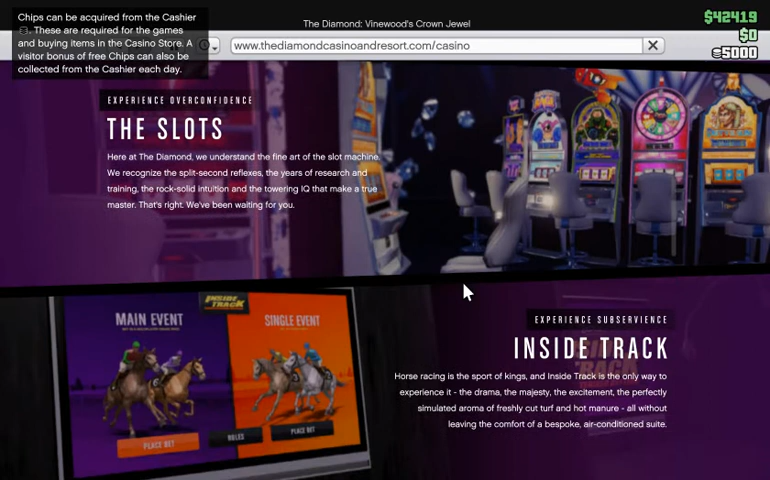 Chips can be acquired from the Cashier
. These are required for the games
and buying items in the Casino Store. A
visitor bonus of free Chips can also be
collected from the Cashier each day.
The Diamond: Vinewood's Crown Jewel
$42419
$0
5000
www.thediamondcasinoandresort.com/casino
EXPERIENCE OVERCONFIDENCE
THE SLOTS
Here at The Diamond, we understand the fine art of the slot machine.
We recognize the split-second reflexes, the years of research and
training, the rock-solid intuition and the towering IQ that make a true
master. That's right. We've been waiting for you.
INSIDE
TRACK
MAIN EVENT
SINGLE EVENT
PLACE BET
RULES
PLACE BET
EXPERIENCE SUBSERVIENCE
INSIDE TRACK
Horse racing is the sport of kings, and Inside Track is the only way to
experience it - the drama, the majesty, the excitement, the perfectly
simulated aroma of freshly cut turf and hot manure - all without
leaving the comfort of a bespoke, air-conditioned suite.